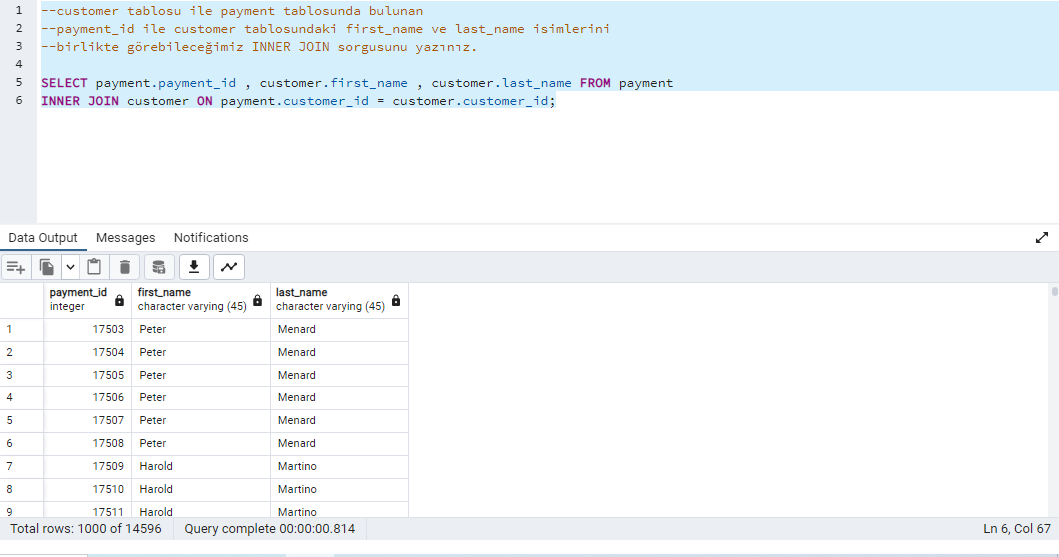 1 --customer tablosu ile payment tablosunda bulunan
2 --payment_id ile customer tablosundaki first_name ve last_name isimlerini
3 --birlikte görebileceğimiz INNER JOIN sorgusunu yazınız.
4
5 SELECT payment.payment_id , customer.first_name , customer.last_name FROM payment
6 INNER JOIN customer ON payment.customer_id = customer.customer_id;
Data Output Messages Notifications
payment_id first_name last_name
integer character varying (45) character varying (45)
1 17503 Peter Menard
2 17504 Peter Menard
3 17505 Peter Menard
4 17506 Peter Menard
5 17507 Peter Menard
6 17508 Peter Menard
7 17509 Harold Martino
8 17510 Harold Martino
9 17511 Harold Martino
Total rows: 1000 of 14596 Query complete 00:00:00.814 Ln 6, Col 67